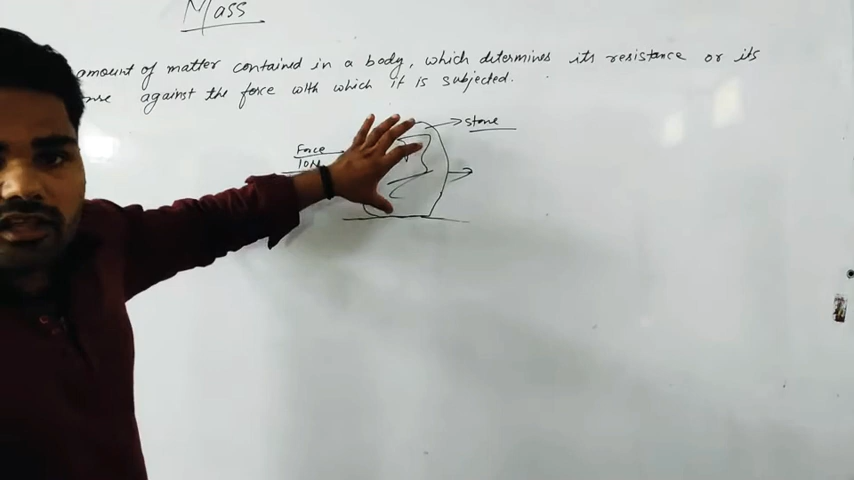 Mass
amount of matter contained in a body, which determines its resistance or its
against the force with which it is subjected.
Stone
Force
10N